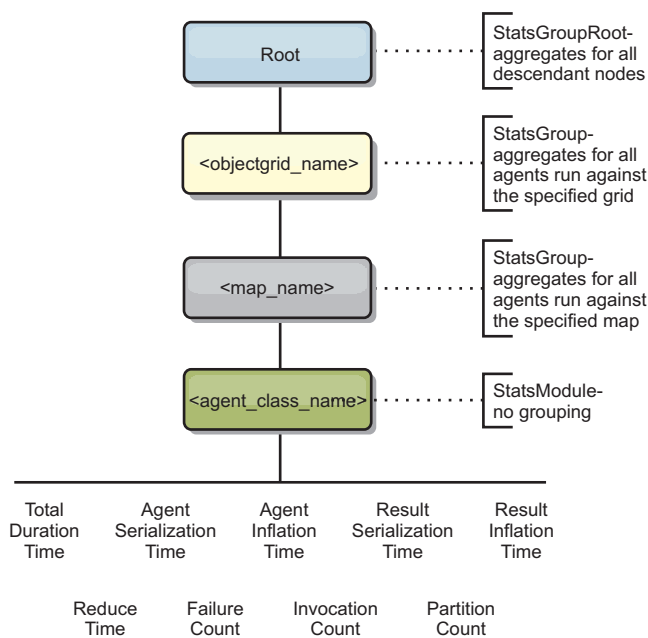 Root
StatsGroupRoot-
aggregates for all
descendant nodes
<objectgrid_name>
StatsGroup-
aggregates for all
agents run against
the specified grid
<map_name>
StatsGroup-
aggregates for all
agents run against
the specified map
<agent_class_name>
StatsModule-
no grouping
Total
Duration
Time
Agent
Serialization
Time
Agent
Inflation
Time
Result
Serialization
Time
Result
Inflation
Time
Reduce
Time
Failure
Count
Invocation
Count
Partition
Count